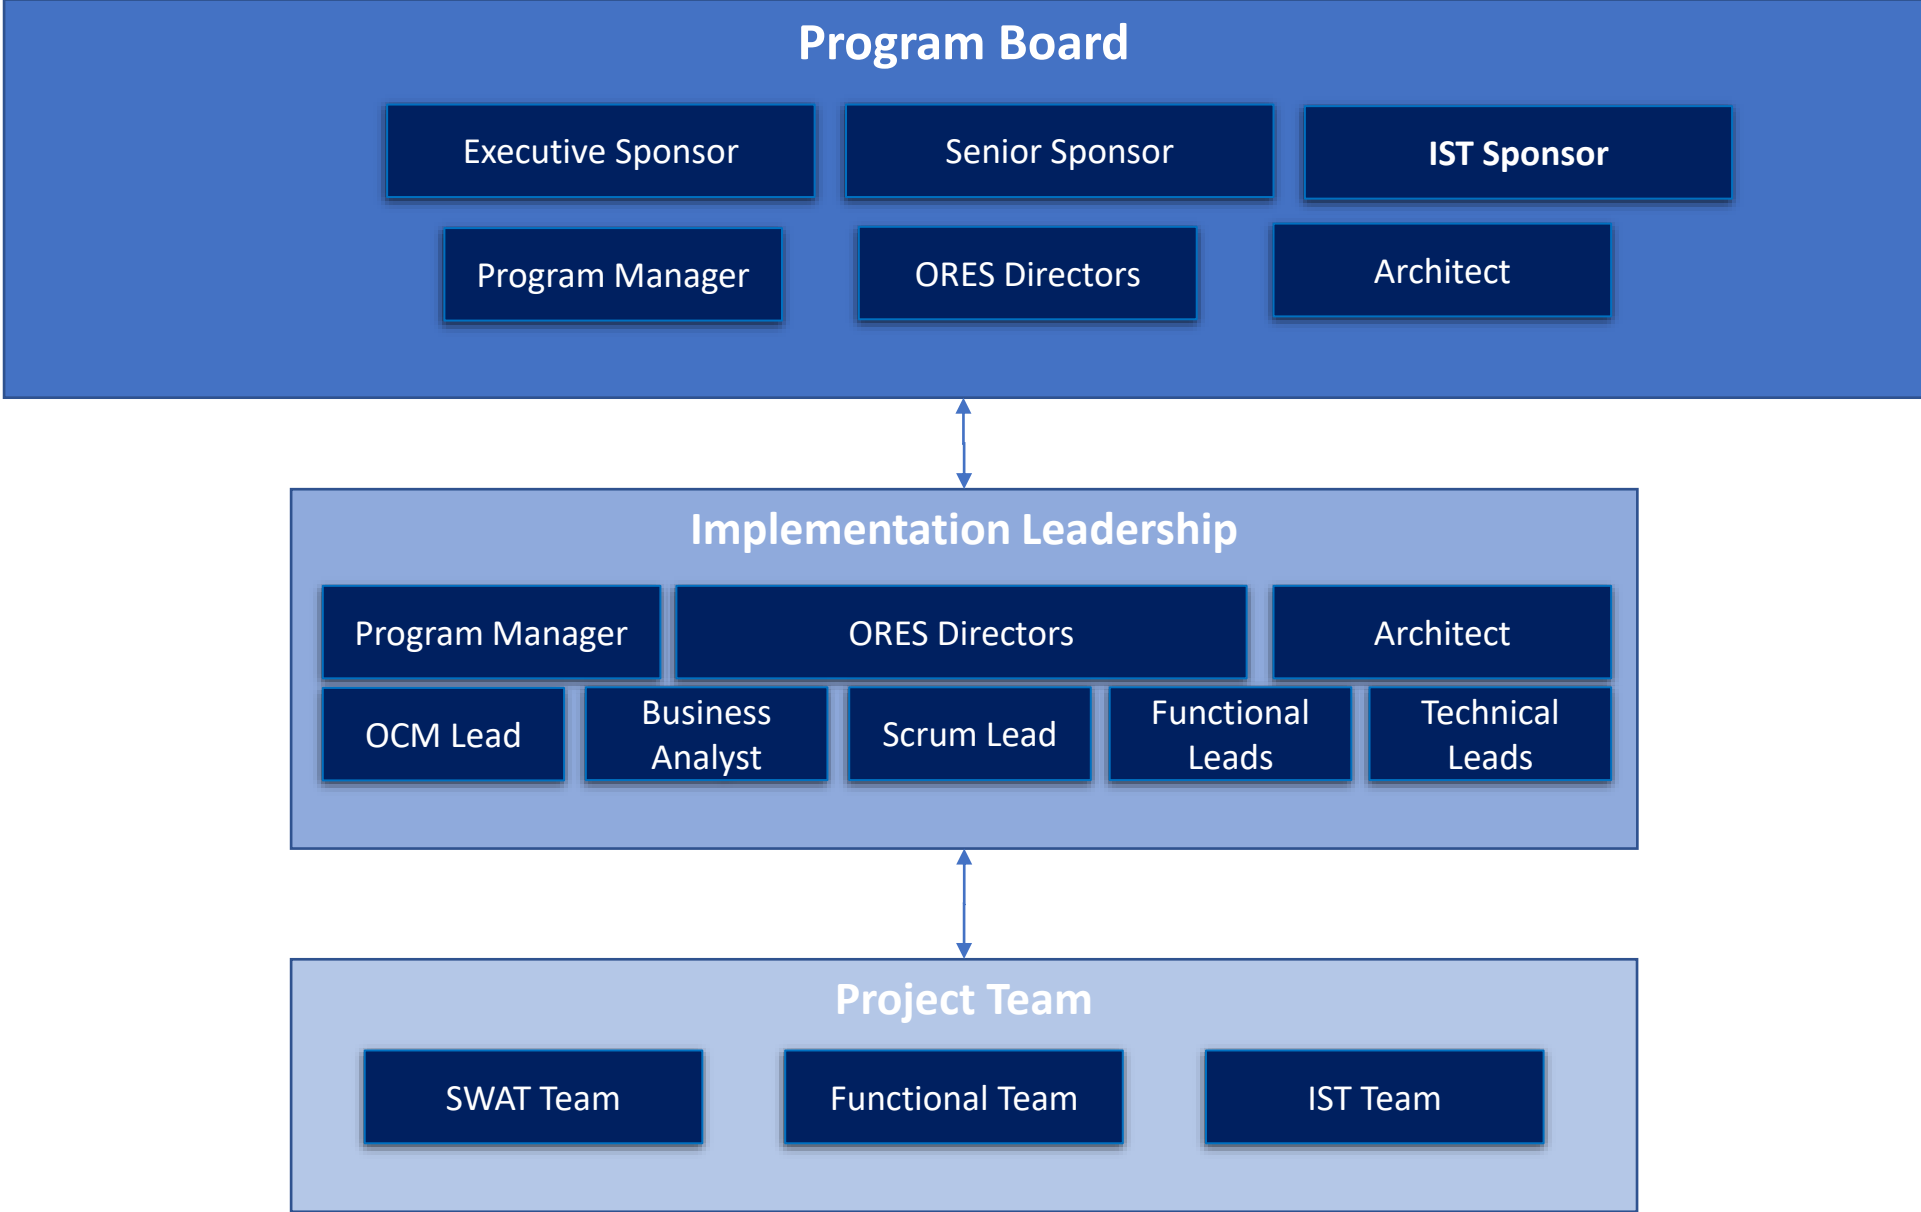 Program Board
Executive Sponsor
Senior Sponsor
IST Sponsor
Program Manager
ORES Directors
Architect
Implementation Leadership
Program Manager
ORES Directors
Architect
OCM Lead
Business
Analyst
Scrum Lead
Functional
Leads
Technical
Leads
Project Team
SWAT Team
Functional Team
IST Team